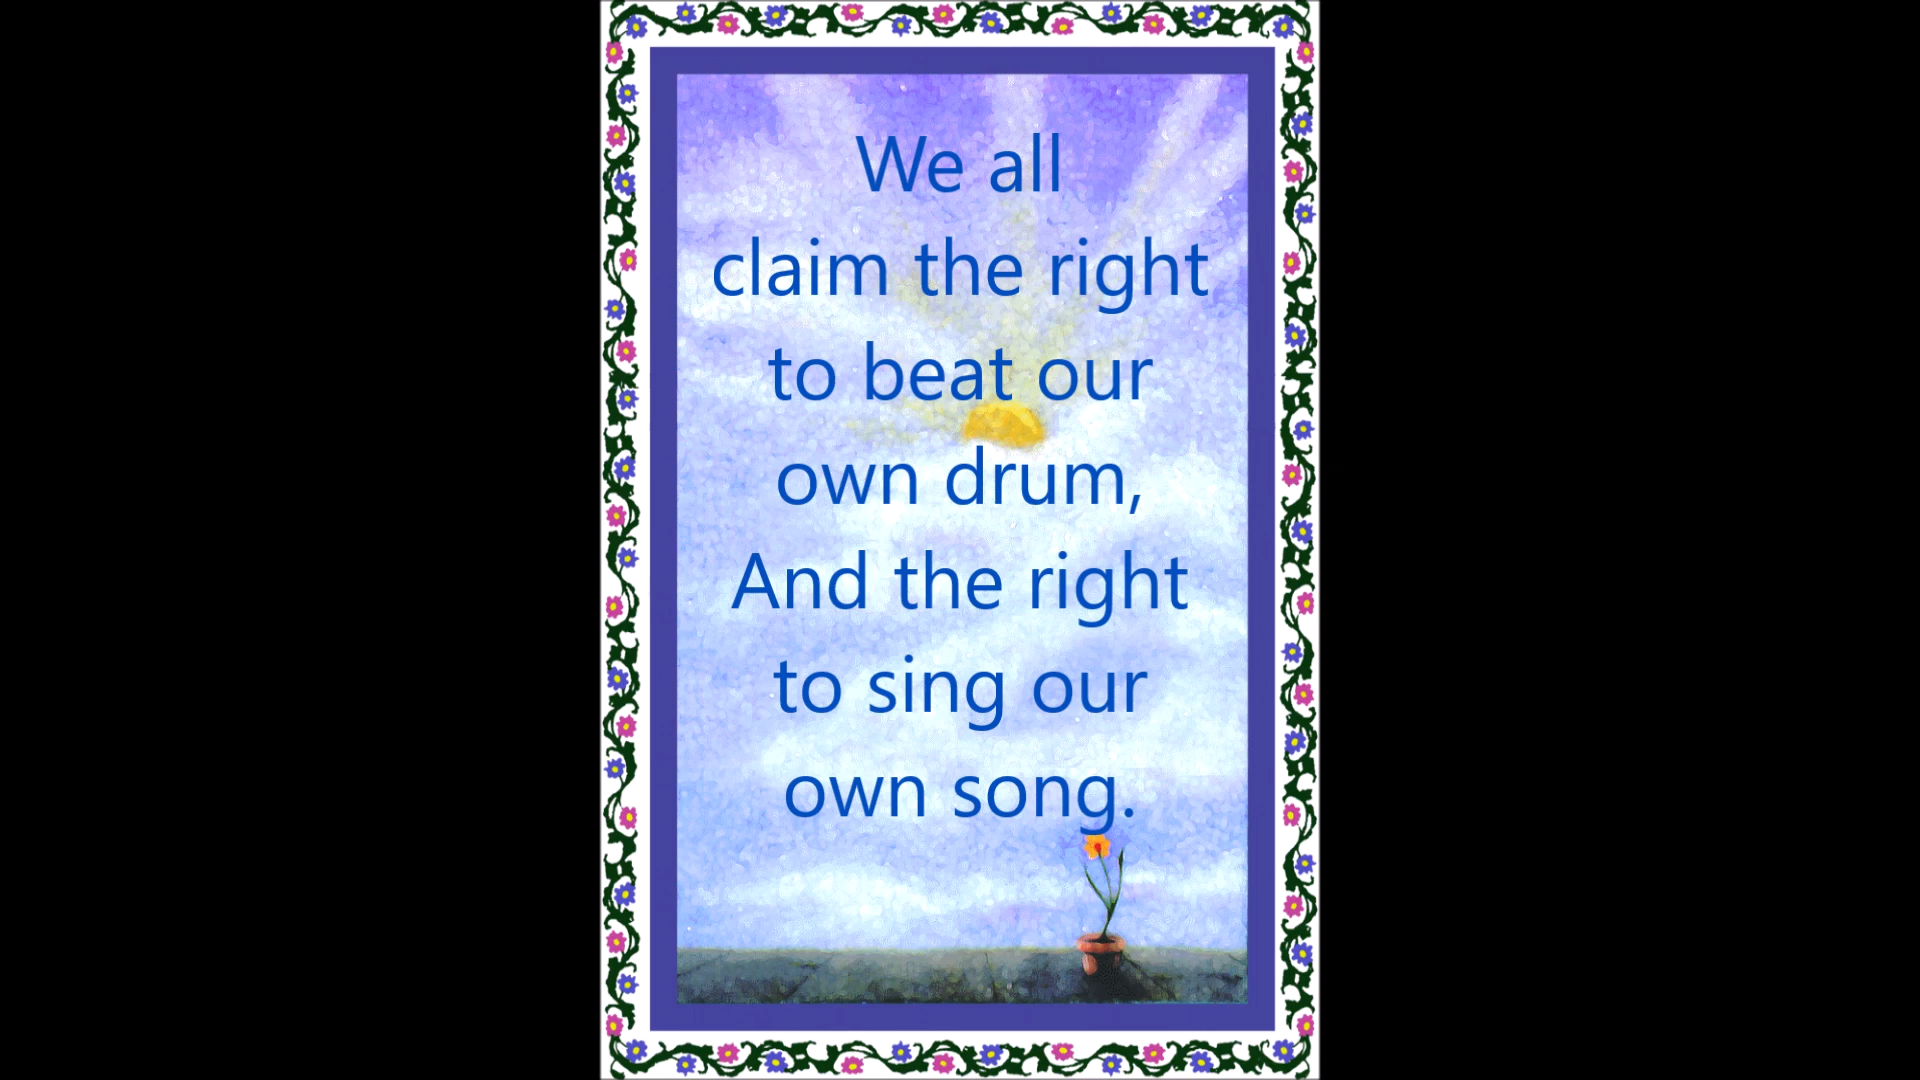 We all
claim the right
to beat our
own drum,
And the right
to sing our
own song.